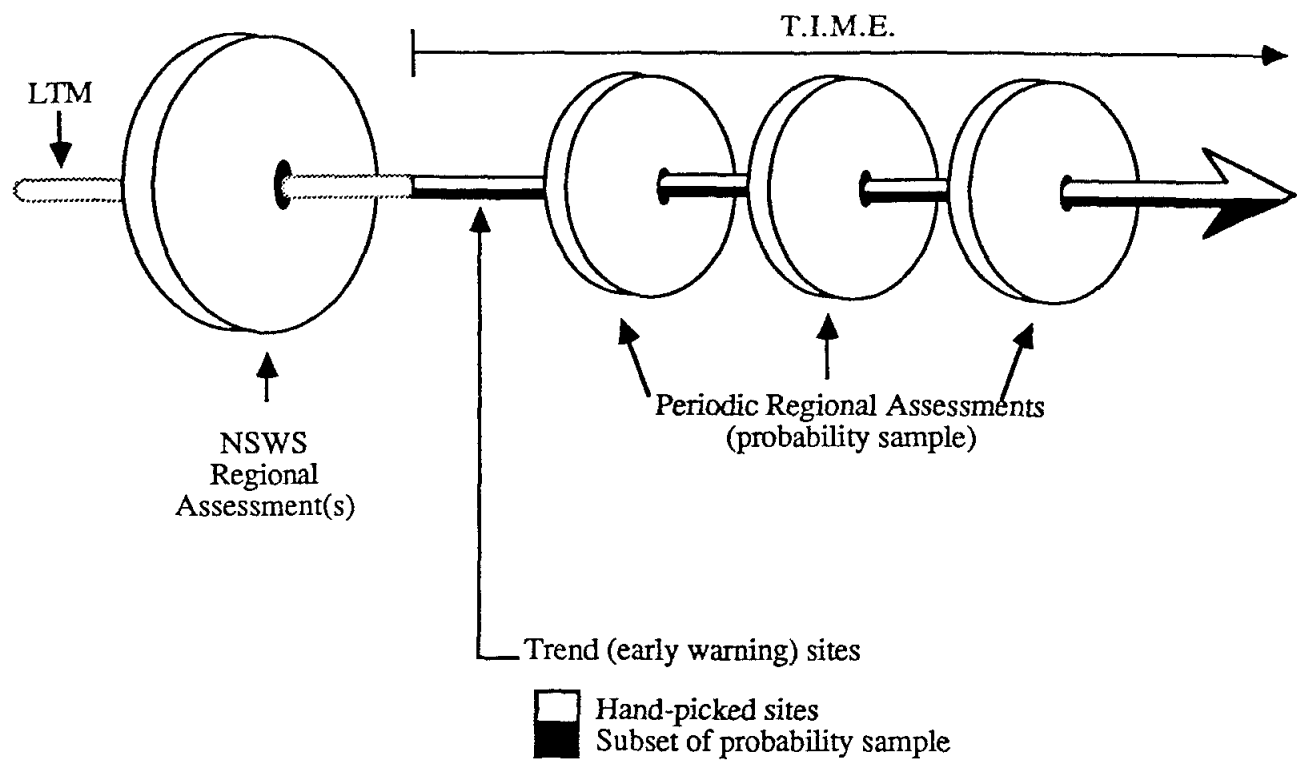 T.I.M.E.
LTM
Periodic Regional Assessments
(probability sample)
NSWS
Regional
Assessment(s)
Trend (early warning) sites
Hand-picked sites
Subset of probability sample